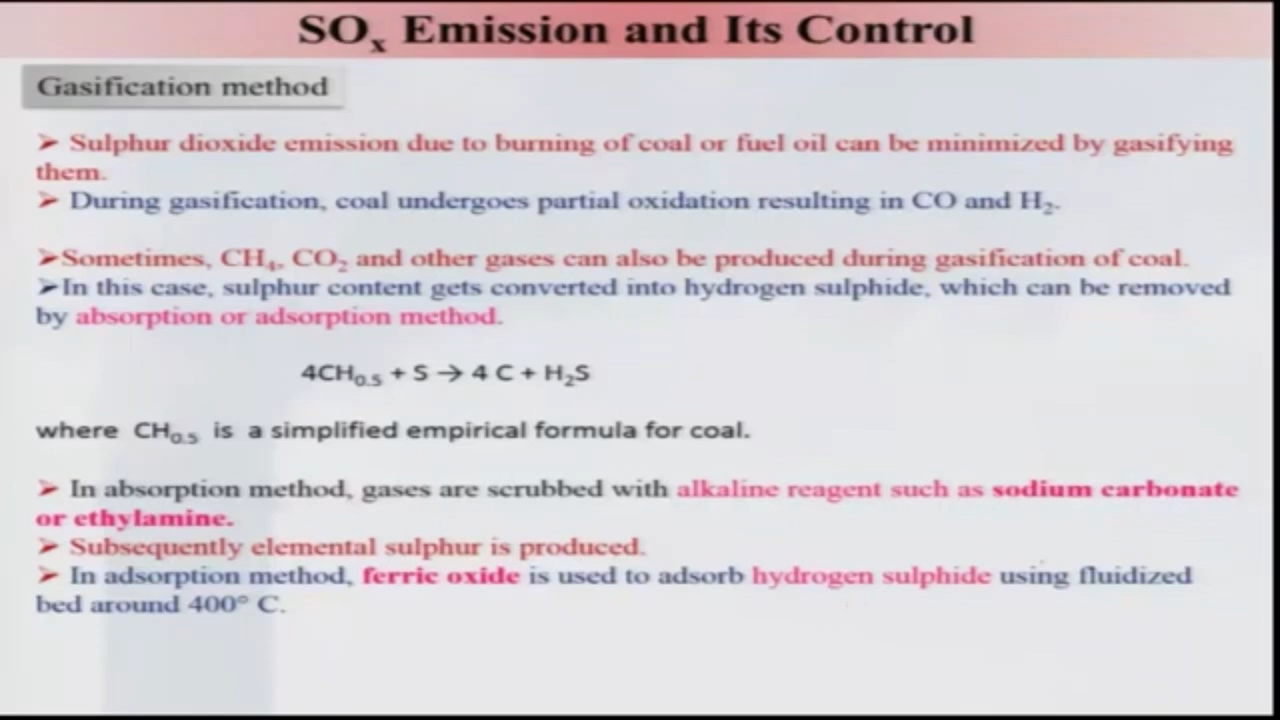 SOx Emission and Its Control
Gasification method
➢ Sulphur dioxide emission due to burning of coal or fuel oil can be minimized by gasifying
them.
➢ During gasification, coal undergoes partial oxidation resulting in CO and H₂.
➢Sometimes, CH₄, CO₂ and other gases can also be produced during gasification of coal.
➢In this case, sulphur content gets converted into hydrogen sulphide, which can be removed
by absorption or adsorption method.
4CH₀.₅ + S → 4 C + H₂S
where CH₀.₅ is a simplified empirical formula for coal.
➢ In absorption method, gases are scrubbed with alkaline reagent such as sodium carbonate
or ethylamine.
➢ Subsequently elemental sulphur is produced.
➢ In adsorption method, ferric oxide is used to adsorb hydrogen sulphide using fluidized
bed around 400° C.